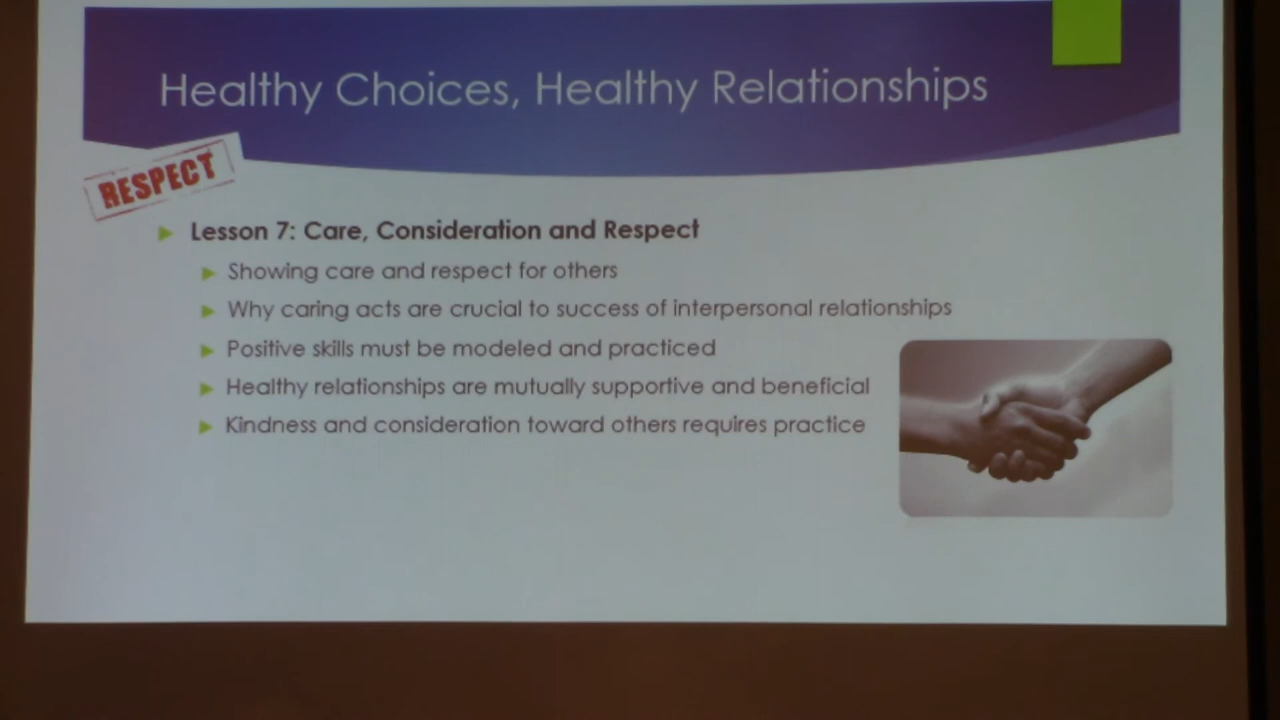 Healthy Choices, Healthy Relationships
RESPECT
Lesson 7: Care, Consideration and Respect
Showing care and respect for others
Why caring acts are crucial to success of interpersonal relationships
Positive skills must be modeled and practiced
Healthy relationships are mutually supportive and beneficial
Kindness and consideration toward others requires practice